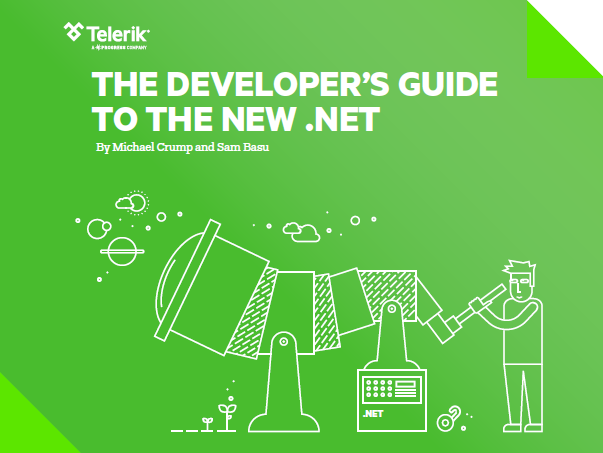 Telerik
A PROGRESS COMPANY
THE DEVELOPER'S GUIDE
TO THE NEW .NET
By Michael Crump and Sam Basu
.NET